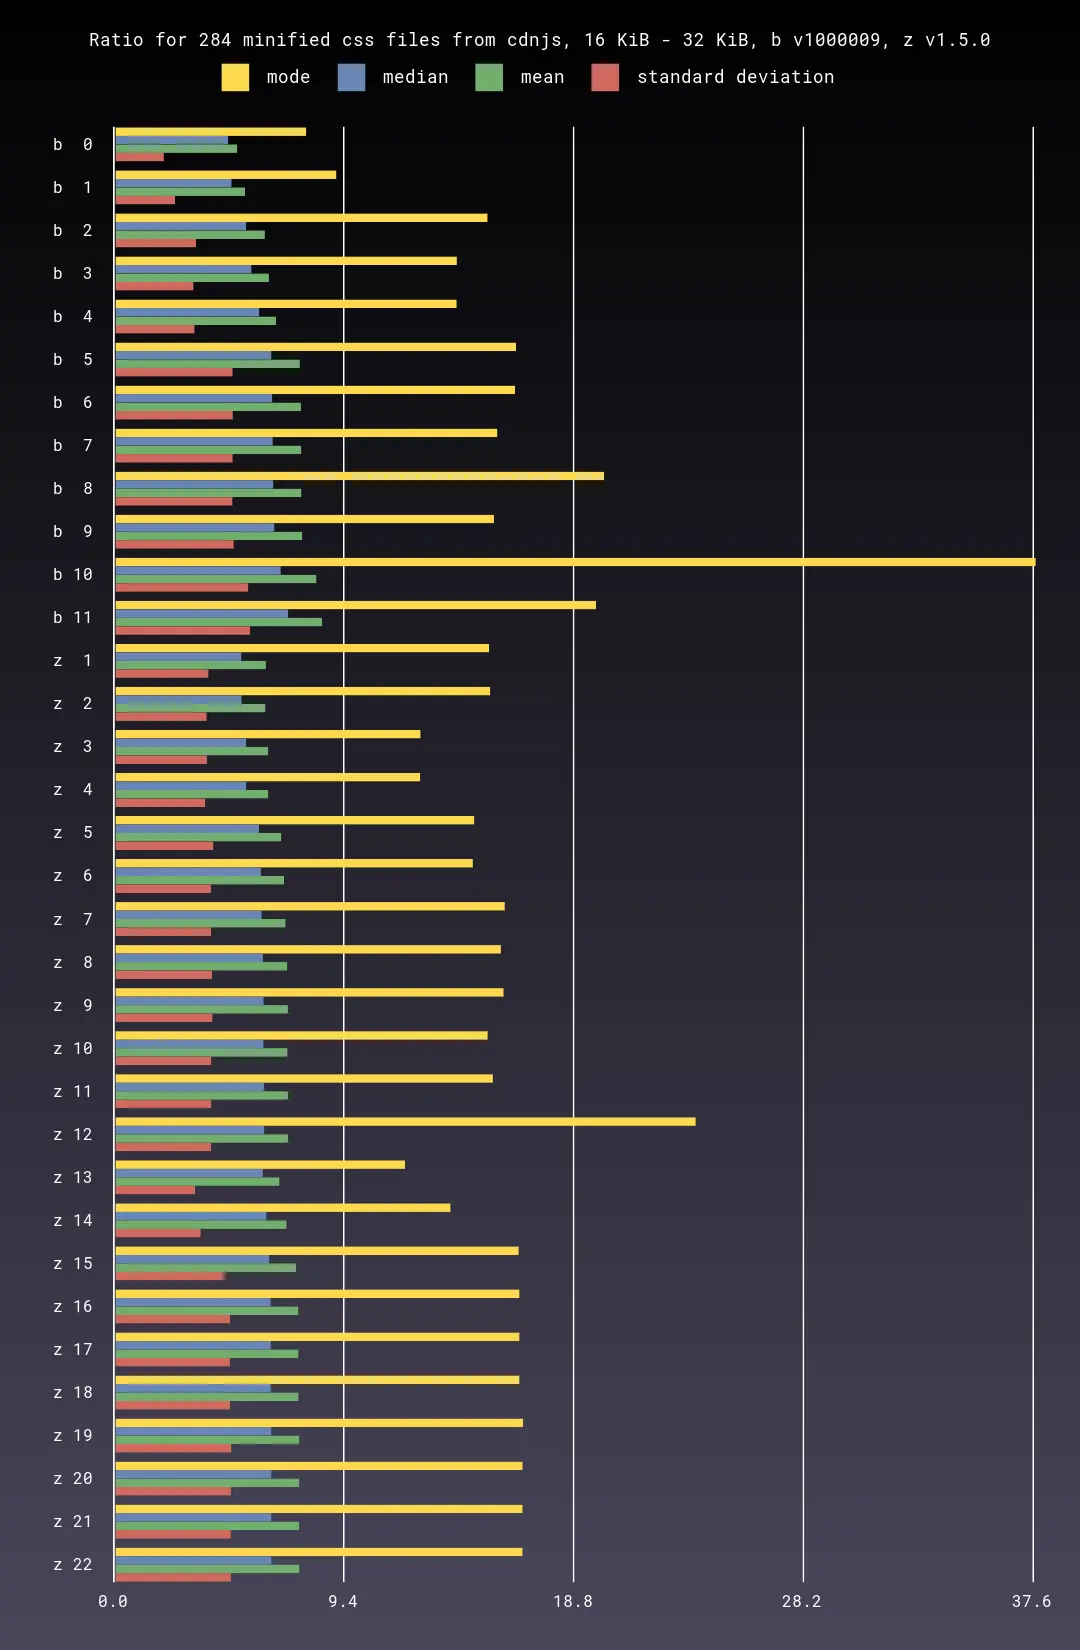 Ratio for 284 minified css files from cdnjs, 16 KiB - 32 KiB, b v1000009, z v1.5.0
mode median mean standard deviation
b 0
b 1
b 2
b 3
b 4
b 5
b 6
b 7
b 8
b 9
b 10
b 11
z 1
z 2
z 3
z 4
z 5
z 6
z 7
z 8
z 9
z 10
z 11
z 12
z 13
z 14
z 15
z 16
z 17
z 18
z 19
z 20
z 21
z 22
0.0 9.4 18.8 28.2 37.6